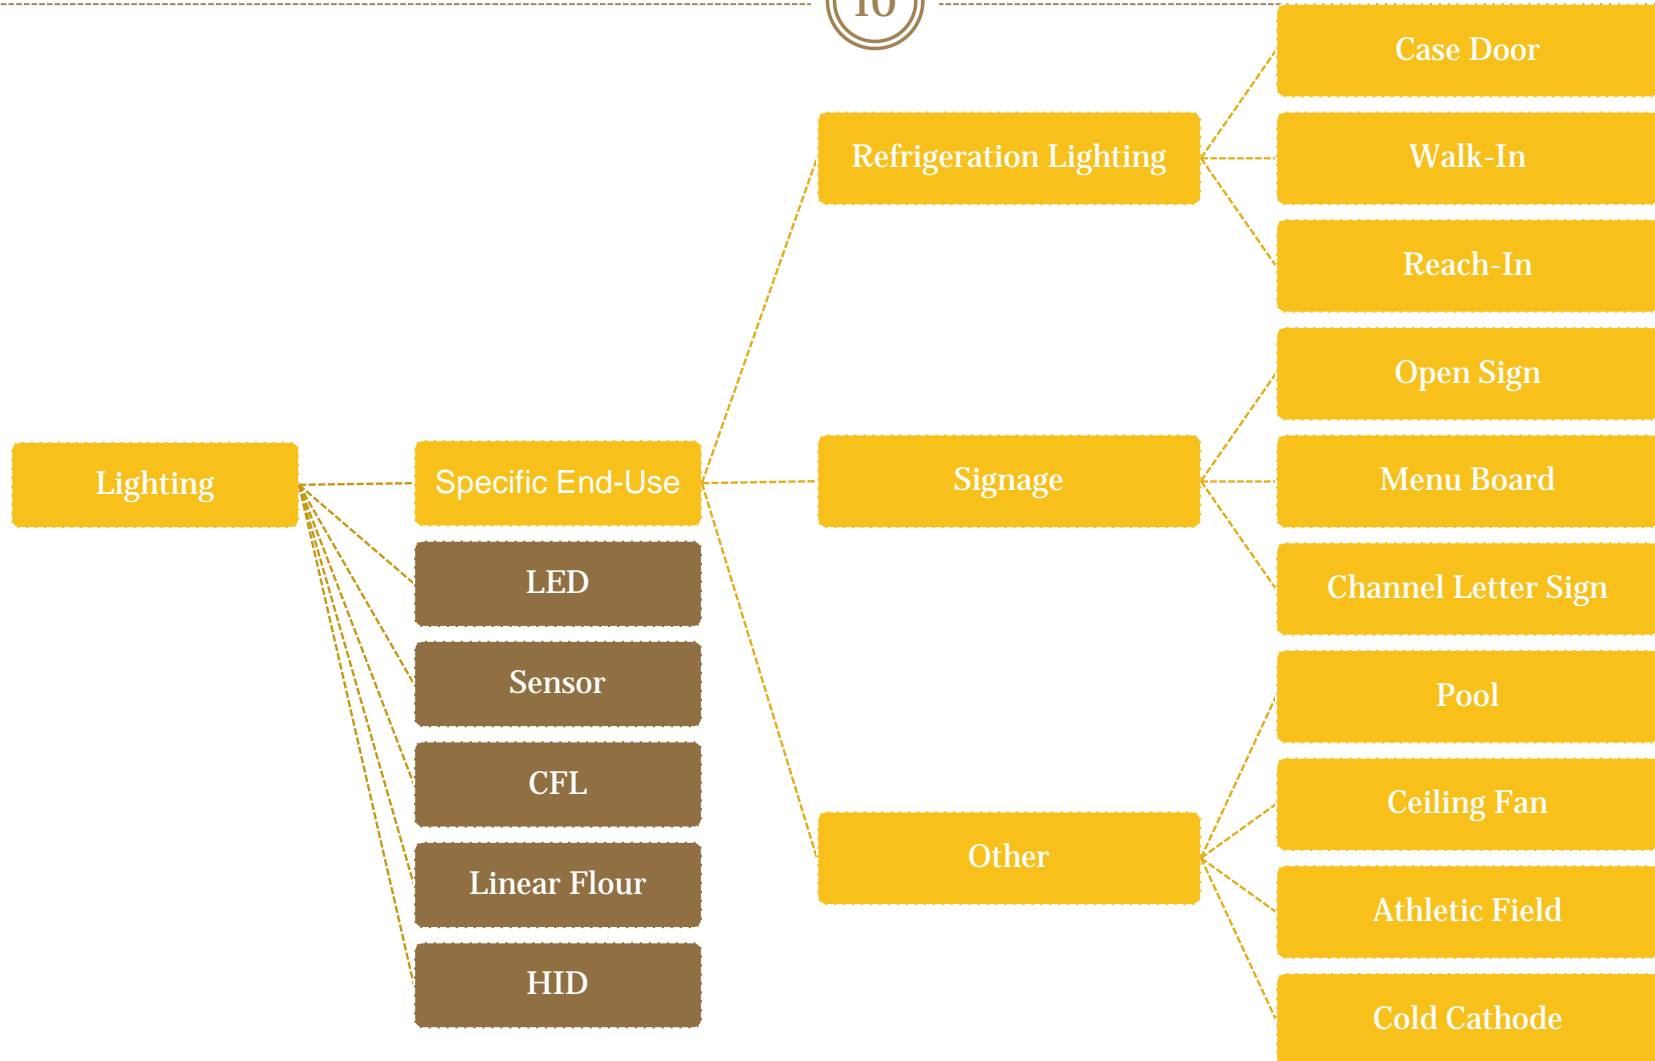 10
Case Door
Refrigeration Lighting
Walk-In
Reach-In
Open Sign
Lighting
Specific End-Use
Signage
Menu Board
LED
Channel Letter Sign
Sensor
Pool
CFL
Ceiling Fan
Other
Linear Flour
Athletic Field
HID
Cold Cathode